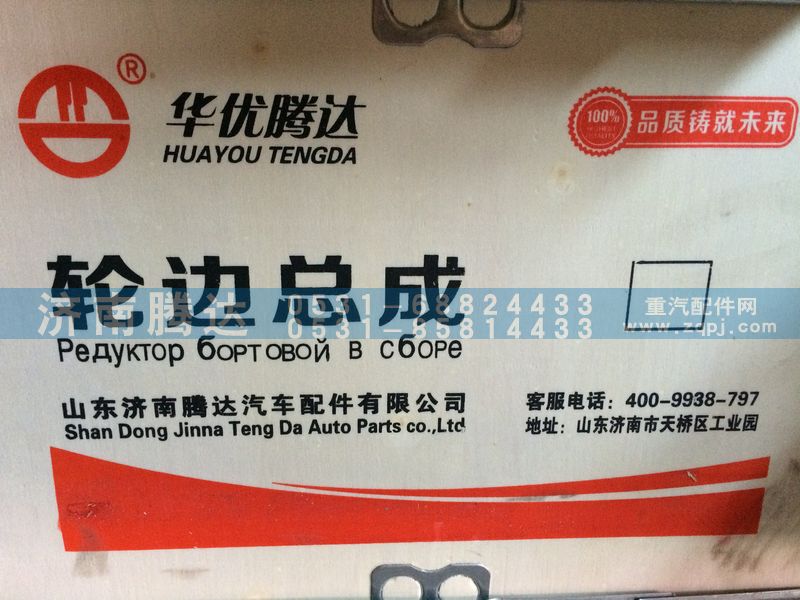 ®
华优腾达
HUAYOU TENGDA
100%
品质铸就未来
轮边总成
济南腾达 0531-68824433
0531-85814433
重汽配件网
www.zqpj.com
Редуктор бортовой в сборе
山东济南腾达汽车配件有限公司
Shan Dong Jinna Teng Da Auto Parts co.,Ltd
客服电话：400-9938-797
地址：山东济南市天桥区工业园